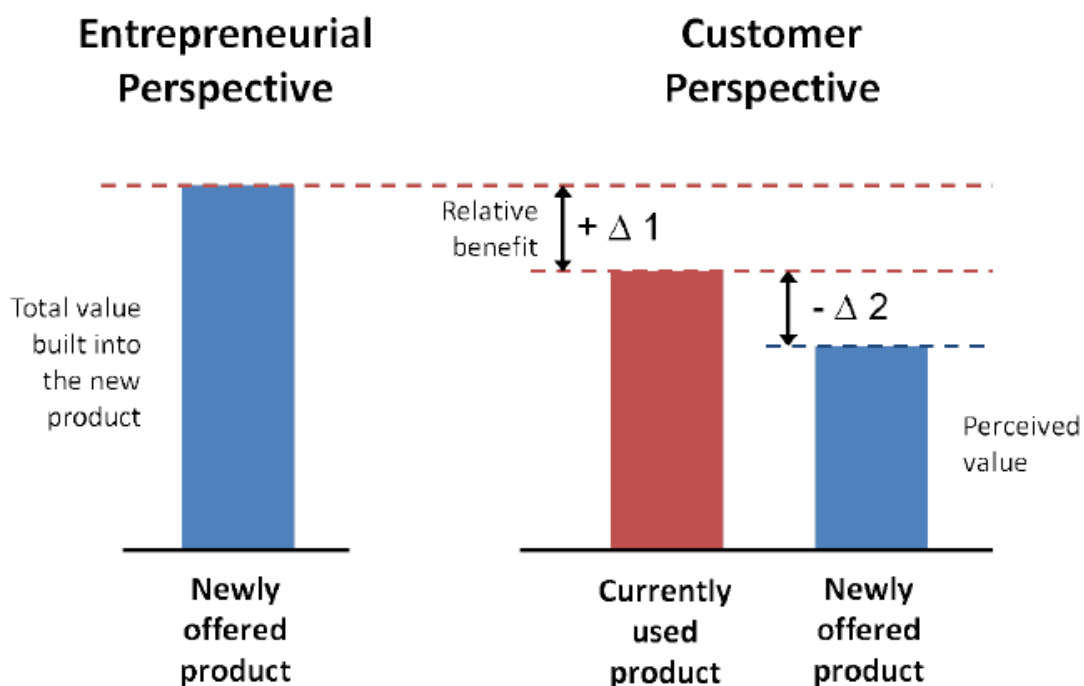 Entrepreneurial
Perspective
Customer
Perspective
Relative
benefit
+ Δ 1
- Δ 2
Total value
built into
the new
product
Perceived
value
Newly
offered
product
Currently
used
product
Newly
offered
product